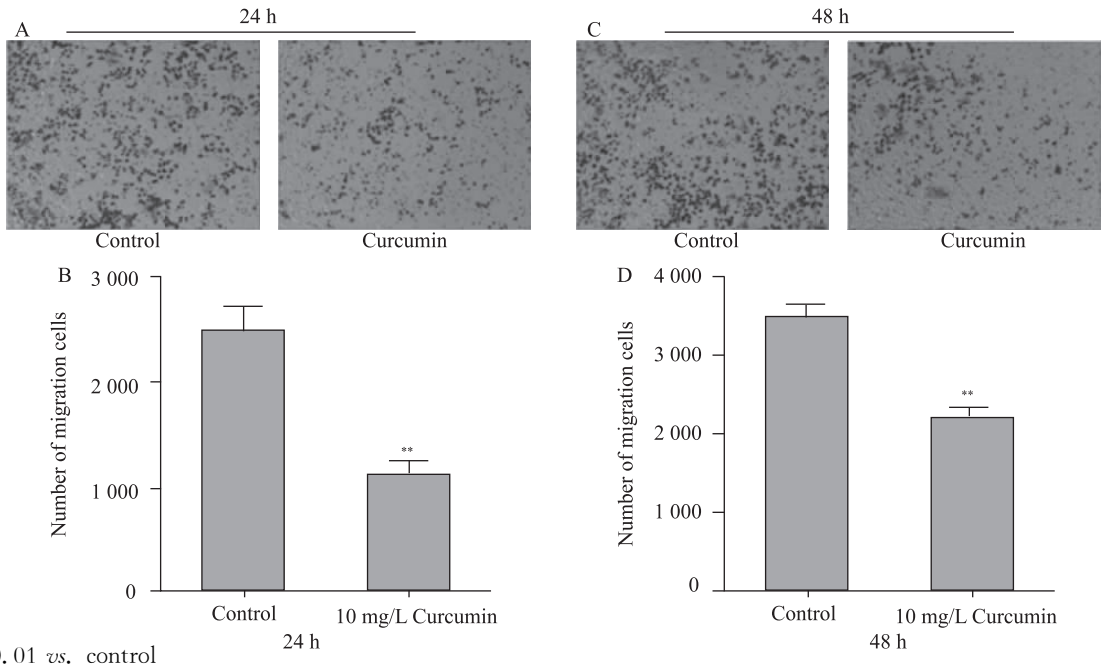 A
24 h
Control
Curcumin
C
48 h
Control
Curcumin
B
Number of migration cells
3 000
2 000
1 000
0
Control
10 mg/L Curcumin
24 h
D
Number of migration cells
4 000
3 000
2 000
1 000
0
**
Control
10 mg/L Curcumin
48 h
**
. 01 vs. control